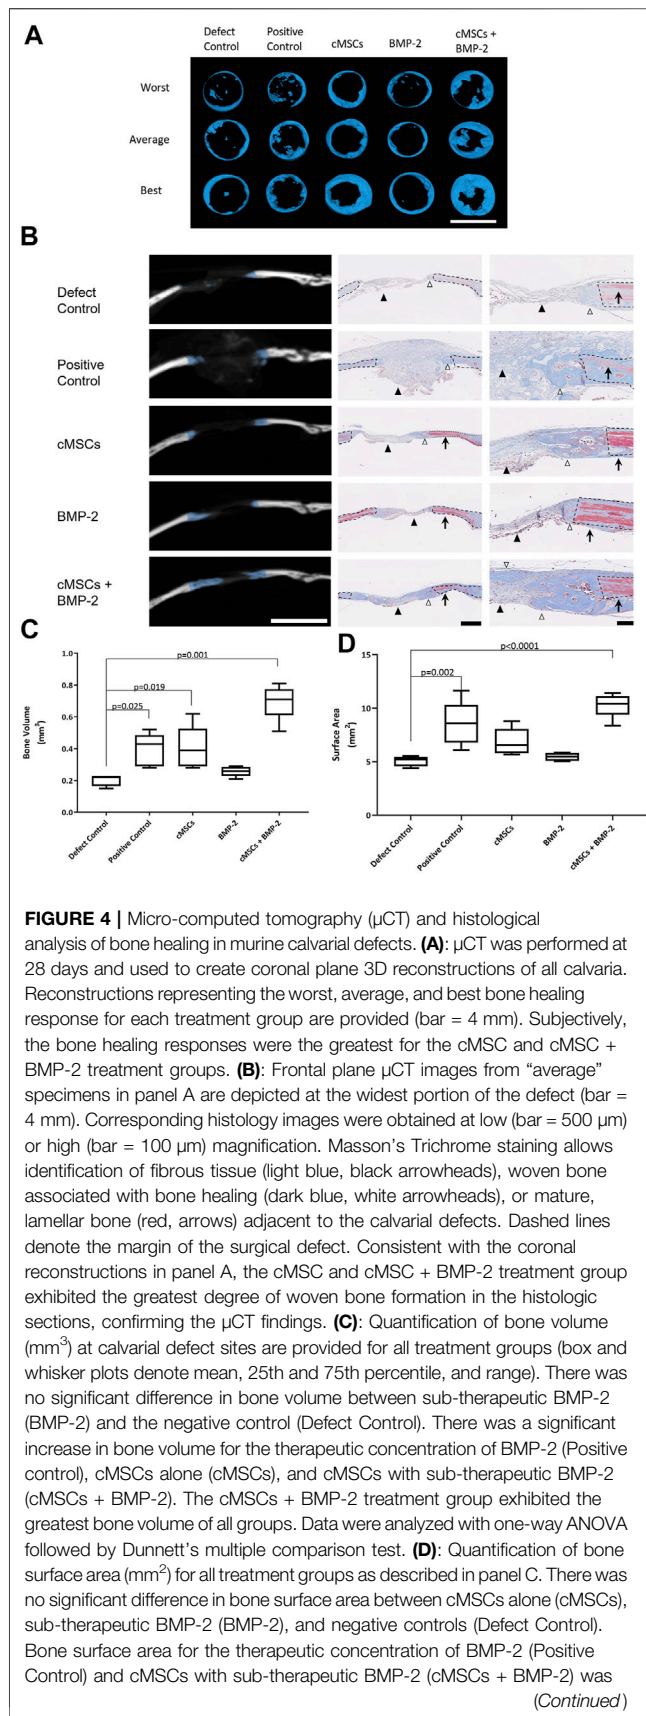 A
Defect
Control
Positive
Control
cMSCs
BMP-2
cMSCs +
BMP-2
Worst
Average
Best
B
Defect
Control
Positive
Control
cMSCs
BMP-2
cMSCs +
BMP-2
C
p=0.001
p=0.019
p=0.025
Bone Volume
(mm³)
1.0
0.8
0.6
0.4
0.2
0.0
Defect Control
Positive Control
cMSCs
BMP-2
cMSCs + BMP-2
D
p<0.0001
p=0.002
Surface Area
(mm²)
15
10
5
0
Defect Control
Positive Control
cMSCs
BMP-2
cMSCs + BMP-2
FIGURE 4 | Micro-computed tomography (µCT) and histological
analysis of bone healing in murine calvarial defects. (A): µCT was performed at
28 days and used to create coronal plane 3D reconstructions of all calvaria.
Reconstructions representing the worst, average, and best bone healing
response for each treatment group are provided (bar = 4 mm). Subjectively,
the bone healing responses were the greatest for the cMSC and cMSC +
BMP-2 treatment groups. (B): Frontal plane µCT images from “average”
specimens in panel A are depicted at the widest portion of the defect (bar =
4 mm). Corresponding histology images were obtained at low (bar = 500 µm)
or high (bar = 100 µm) magnification. Masson’s Trichrome staining allows
identification of fibrous tissue (light blue, black arrowheads), woven bone
associated with bone healing (dark blue, white arrowheads), or mature,
lamellar bone (red, arrows) adjacent to the calvarial defects. Dashed lines
denote the margin of the surgical defect. Consistent with the coronal
reconstructions in panel A, the cMSC and cMSC + BMP-2 treatment group
exhibited the greatest degree of woven bone formation in the histologic
sections, confirming the µCT findings. (C): Quantification of bone volume
(mm³) at calvarial defect sites are provided for all treatment groups (box and
whisker plots denote mean, 25th and 75th percentile, and range). There was
no significant difference in bone volume between sub-therapeutic BMP-2
(BMP-2) and the negative control (Defect Control). There was a significant
increase in bone volume for the therapeutic concentration of BMP-2 (Positive
control), cMSCs alone (cMSCs), and cMSCs with sub-therapeutic BMP-2
(cMSCs + BMP-2). The cMSCs + BMP-2 treatment group exhibited the
greatest bone volume of all groups. Data were analyzed with one-way ANOVA
followed by Dunnett’s multiple comparison test. (D): Quantification of bone
surface area (mm²) for all treatment groups as described in panel C. There was
no significant difference in bone surface area between cMSCs alone (cMSCs),
sub-therapeutic BMP-2 (BMP-2), and negative controls (Defect Control).
Bone surface area for the therapeutic concentration of BMP-2 (Positive
Control) and cMSCs with sub-therapeutic BMP-2 (cMSCs + BMP-2) was
(Continued)